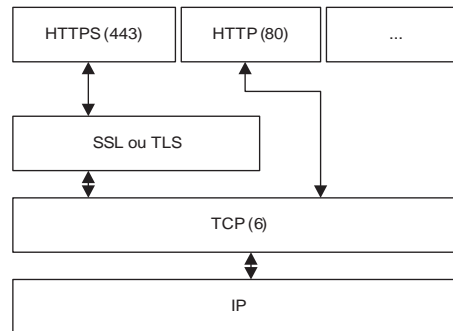 HTTPS (443)
HTTP (80)
...
SSL ou TLS
TCP (6)
IP